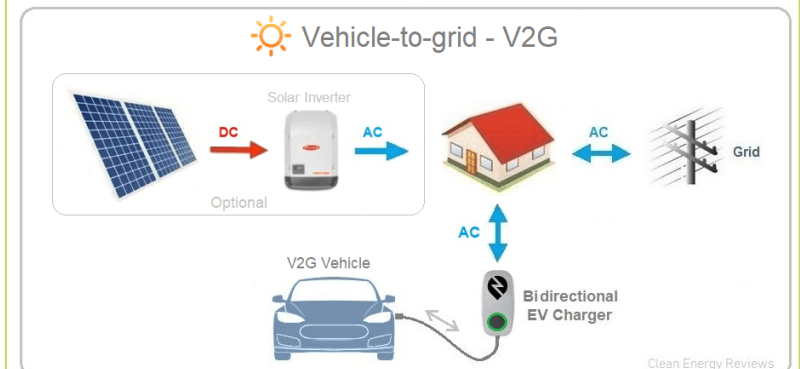 Vehicle-to-grid - V2G
Solar Inverter
DC
AC
AC
Grid
Optional
AC
V2G Vehicle
Bidirectional
EV Charger
Clean Energy Reviews